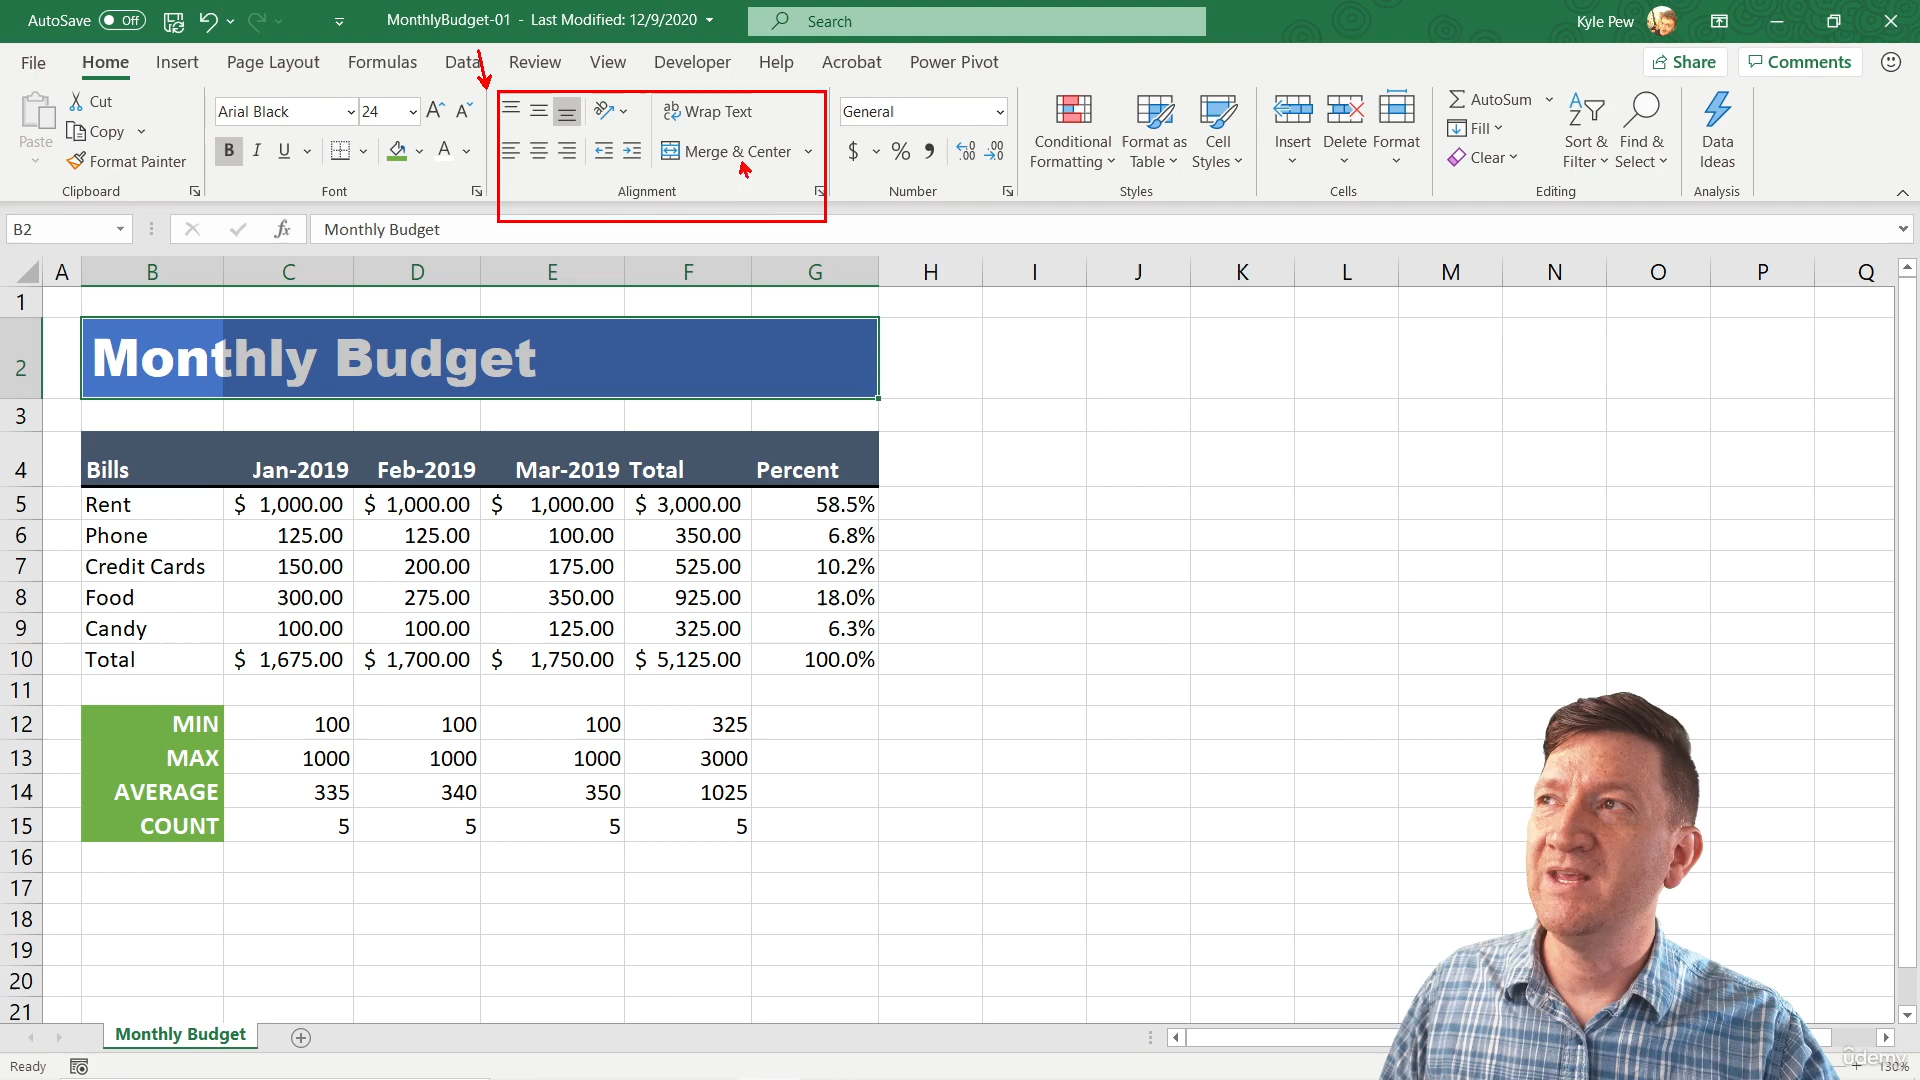 AutoSave Off MonthlyBudget-01 - Last Modified: 12/9/2020 Search Kyle Pew
File Home Insert Page Layout Formulas Data Review View Developer Help Acrobat Power Pivot Share Comments
Paste Cut Copy Format Painter Clipboard
Arial Black 24 A A B I U A Font
ab Wrap Text Merge & Center Alignment
General $ % , .00 .00 Number
Conditional Formatting Format as Table Cell Styles Styles
Insert Delete Format Cells
AutoSum Fill Clear Sort & Filter Find & Select Editing
Data Ideas Analysis
B2 fx Monthly Budget
A B C D E F G H I J K L M N O P Q
1
2 Monthly Budget
3
4 Bills Jan-2019 Feb-2019 Mar-2019 Total Percent
5 Rent $ 1,000.00 $ 1,000.00 $ 1,000.00 $ 3,000.00 58.5%
6 Phone 125.00 125.00 100.00 350.00 6.8%
7 Credit Cards 150.00 200.00 175.00 525.00 10.2%
8 Food 300.00 275.00 350.00 925.00 18.0%
9 Candy 100.00 100.00 125.00 325.00 6.3%
10 Total $ 1,675.00 $ 1,700.00 $ 1,750.00 $ 5,125.00 100.0%
11
12 MIN 100 100 100 325
13 MAX 1000 1000 1000 3000
14 AVERAGE 335 340 350 1025
15 COUNT 5 5 5 5
16
17
18
19
20
21
Monthly Budget
Ready ûdemy 130%